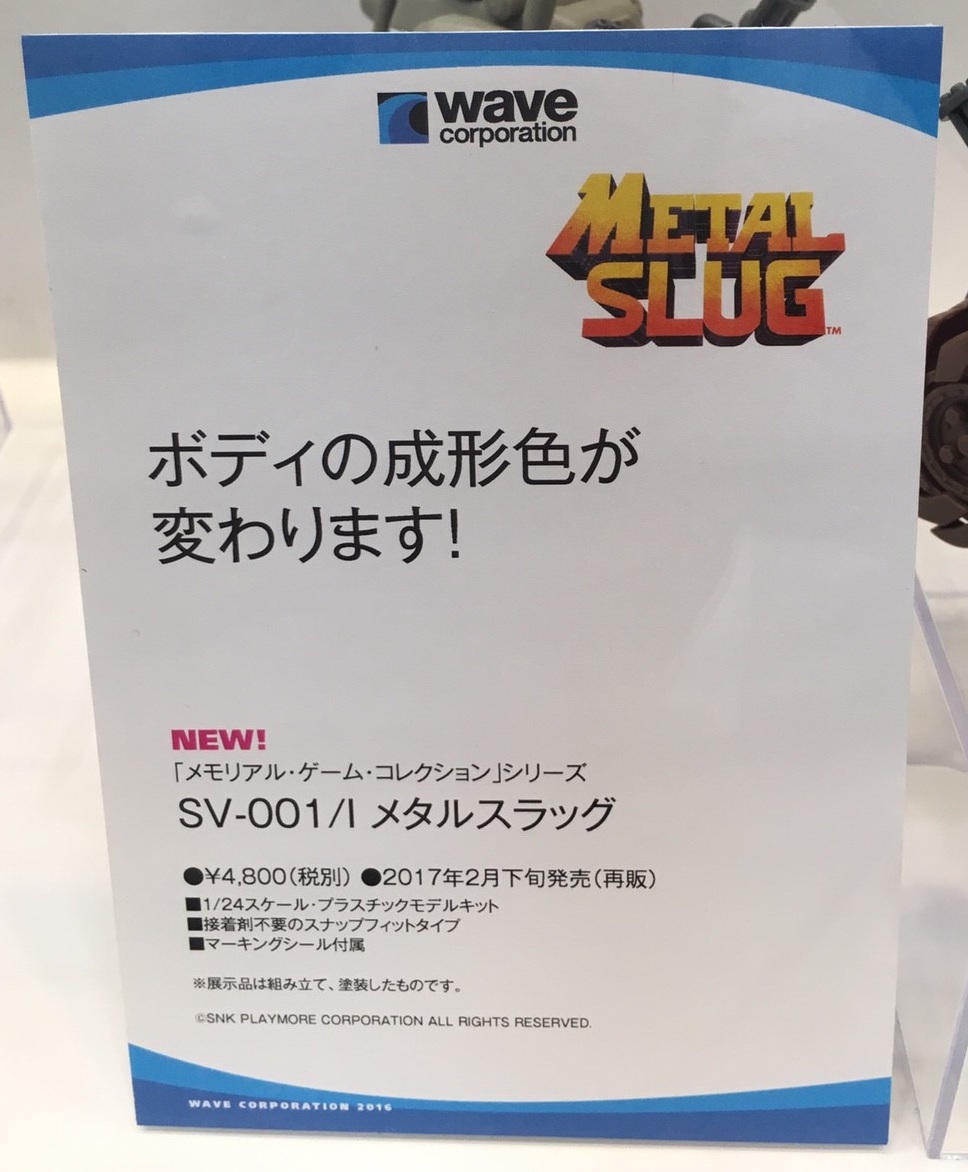 wave
corporation
METAL
SLUG™
ボディの成形色が
変わります!
NEW!
「メモリアル・ゲーム・コレクション」シリーズ
SV-001/I メタルスラッグ
●¥4,800(税別) ●2017年2月下旬発売(再販)
■1/24スケール・プラスチックモデルキット
■接着剤不要のスナップフィットタイプ
■マーキングシール付属
※展示品は組み立て、塗装したものです。
©SNK PLAYMORE CORPORATION ALL RIGHTS RESERVED.
WAVE CORPORATION 2016